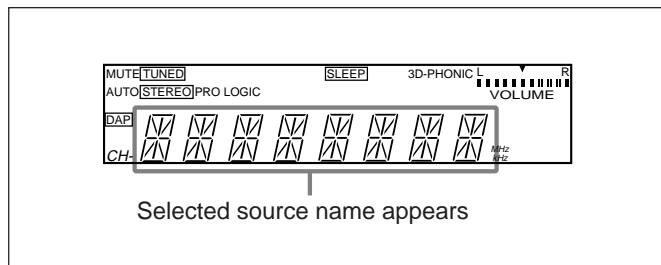 MUTE TUNED SLEEP 3D-PHONIC L R
AUTO STEREO PRO LOGIC VOLUME
DAP
CH- MHz
kHz
Selected source name appears